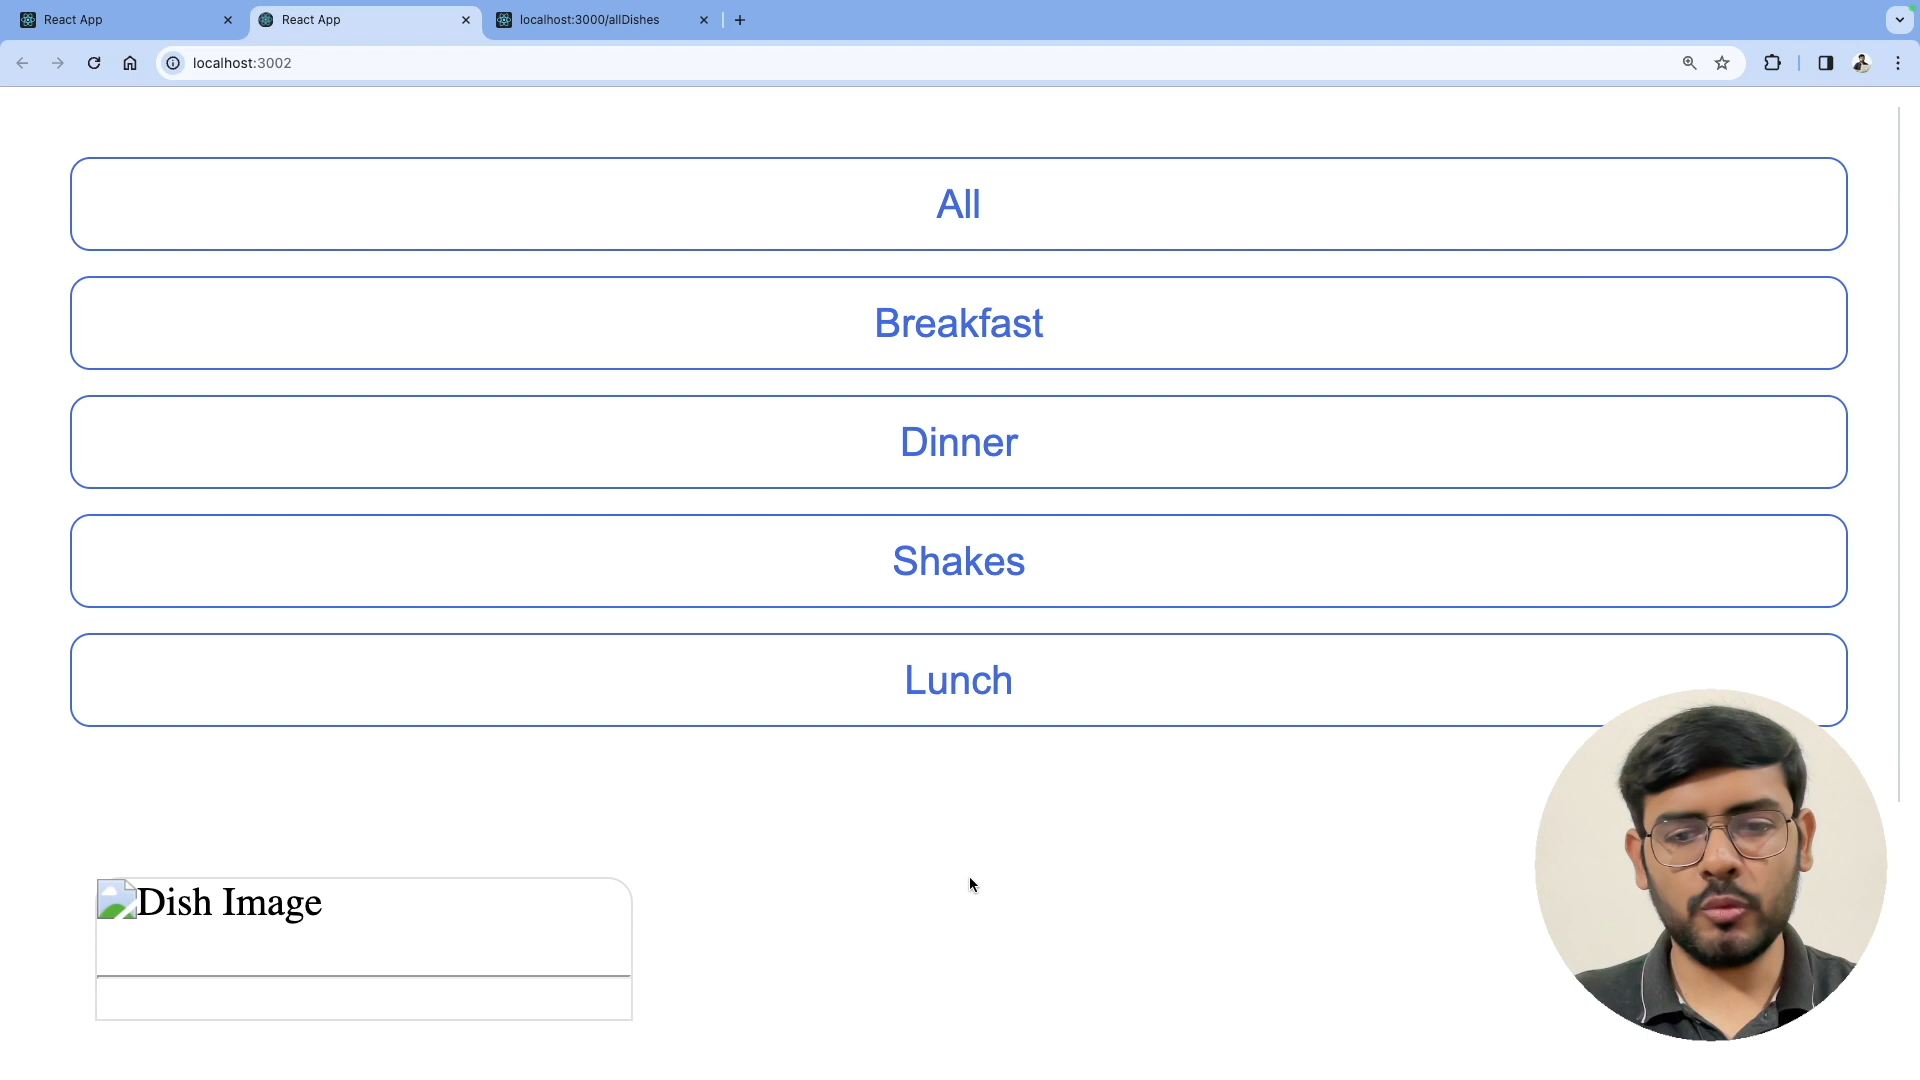 React App
React App
localhost:3000/allDishes
localhost:3002
All
Breakfast
Dinner
Shakes
Lunch
Dish Image